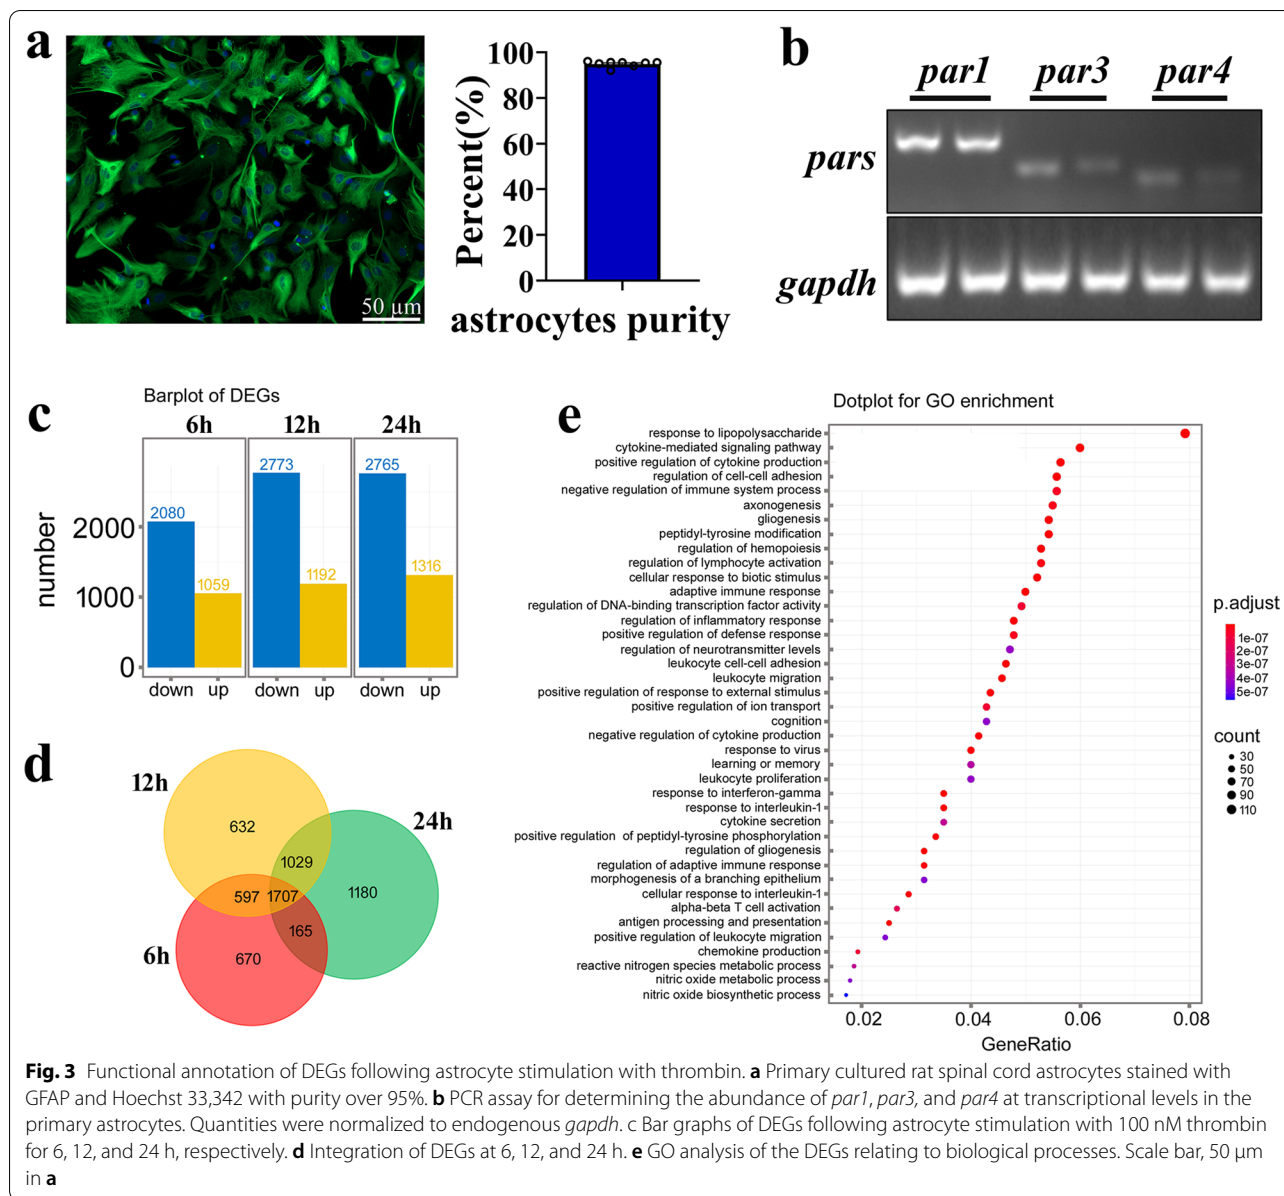 a
100
80
60
40
20
0
Percent(%)
astrocytes purity
50 µm
b
par1 par3 par4
pars
gapdh
c
Barplot of DEGs
6h 12h 24h
number
2000
1000
0
2080
1059
2773
1192
2765
1316
down up down up down up
d
12h
24h
6h
632
1029
597
1707
1180
165
670
e
Dotplot for GO enrichment
response to lipopolysaccharide
cytokine-mediated signaling pathway
positive regulation of cytokine production
regulation of cell-cell adhesion
negative regulation of immune system process
axonogenesis
gliogenesis
peptidyl-tyrosine modification
regulation of hemopoiesis
regulation of lymphocyte activation
cellular response to biotic stimulus
adaptive immune response
regulation of DNA-binding transcription factor activity
regulation of inflammatory response
positive regulation of defense response
regulation of neurotransmitter levels
leukocyte cell-cell adhesion
leukocyte migration
positive regulation of response to external stimulus
positive regulation of ion transport
cognition
negative regulation of cytokine production
response to virus
learning or memory
leukocyte proliferation
response to interferon-gamma
response to interleukin-1
cytokine secretion
positive regulation of peptidyl-tyrosine phosphorylation
regulation of gliogenesis
regulation of adaptive immune response
morphogenesis of a branching epithelium
cellular response to interleukin-1
alpha-beta T cell activation
antigen processing and presentation
positive regulation of leukocyte migration
chemokine production
reactive nitrogen species metabolic process
nitric oxide metabolic process
nitric oxide biosynthetic process
0.02 0.04 0.06 0.08
GeneRatio
p.adjust
1e-07
2e-07
3e-07
4e-07
5e-07
count
30
50
70
90
110
Fig. 3 Functional annotation of DEGs following astrocyte stimulation with thrombin. a Primary cultured rat spinal cord astrocytes stained with
GFAP and Hoechst 33,342 with purity over 95%. b PCR assay for determining the abundance of par1, par3, and par4 at transcriptional levels in the
primary astrocytes. Quantities were normalized to endogenous gapdh. c Bar graphs of DEGs following astrocyte stimulation with 100 nM thrombin
for 6, 12, and 24 h, respectively. d Integration of DEGs at 6, 12, and 24 h. e GO analysis of the DEGs relating to biological processes. Scale bar, 50 µm
in a